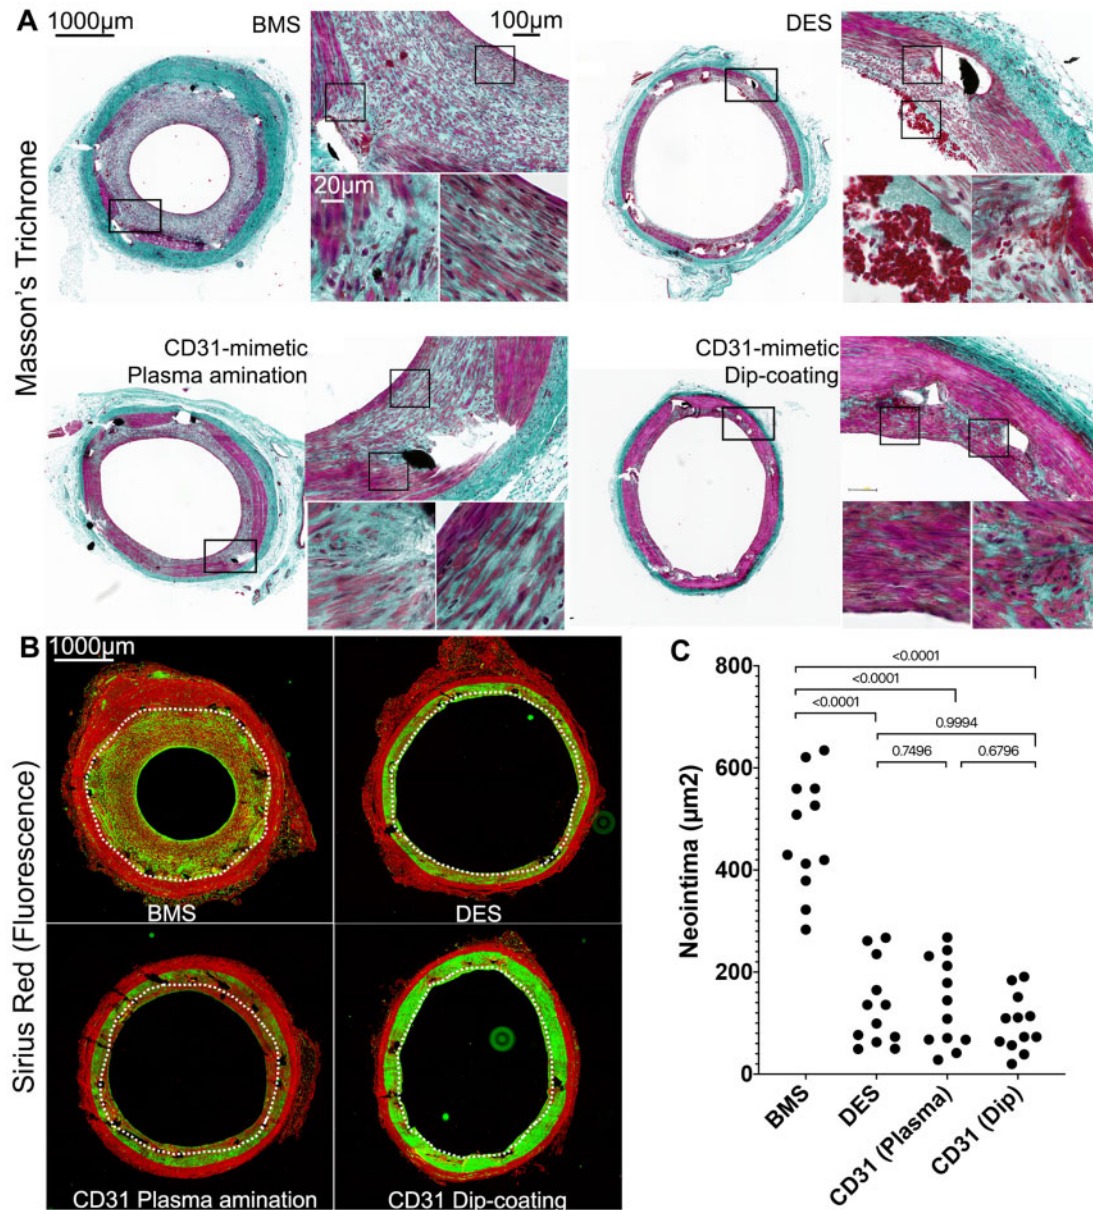 A
1000µm
BMS
100µm
DES
20µm
Masson's Trichrome
CD31-mimetic
Plasma amination
CD31-mimetic
Dip-coating
B
1000µm
BMS
DES
Sirius Red (Fluorescence)
CD31 Plasma amination
CD31 Dip-coating
C
800
600
400
200
0
Neointima (µm2)
<0.0001
<0.0001
<0.0001
0.9994
0.7496
0.6796
BMS
DES
CD31 (Plasma)
CD31 (Dip)